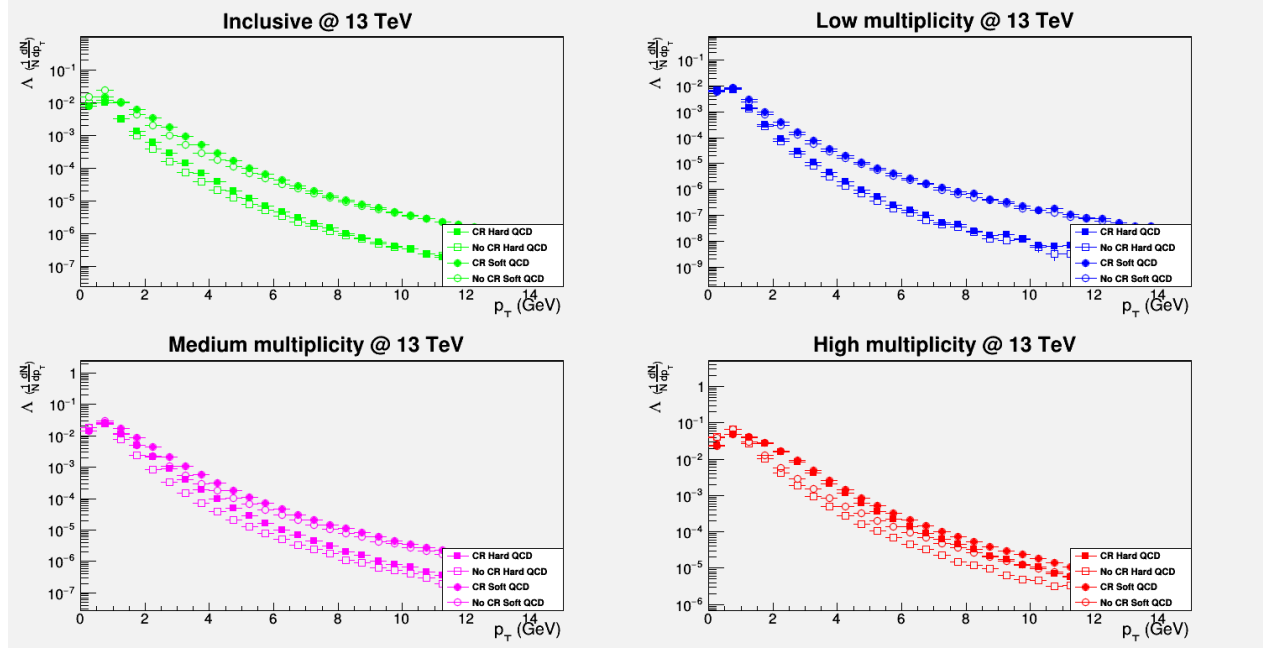 Inclusive @ 13 TeV
Λ (1/N dN/dp_T
10^-1
10^-2
10^-3
10^-4
10^-5
10^-6
10^-7
CR Hard QCD
No CR Hard QCD
CR Soft QCD
No CR Soft QCD
0 2 4 6 8 10 12 14
p_T (GeV)
Low multiplicity @ 13 TeV
Λ (1/N dN/dp_T
10^-1
10^-2
10^-3
10^-4
10^-5
10^-6
10^-7
10^-8
10^-9
CR Hard QCD
No CR Hard QCD
CR Soft QCD
No CR Soft QCD
0 2 4 6 8 10 12 14
p_T (GeV)
Medium multiplicity @ 13 TeV
Λ (1/N dN/dp_T
1
10^-1
10^-2
10^-3
10^-4
10^-5
10^-6
10^-7
CR Hard QCD
No CR Hard QCD
CR Soft QCD
No CR Soft QCD
0 2 4 6 8 10 12 14
p_T (GeV)
High multiplicity @ 13 TeV
Λ (1/N dN/dp_T
1
10^-1
10^-2
10^-3
10^-4
10^-5
10^-6
CR Hard QCD
No CR Hard QCD
CR Soft QCD
No CR Soft QCD
0 2 4 6 8 10 12 14
p_T (GeV)